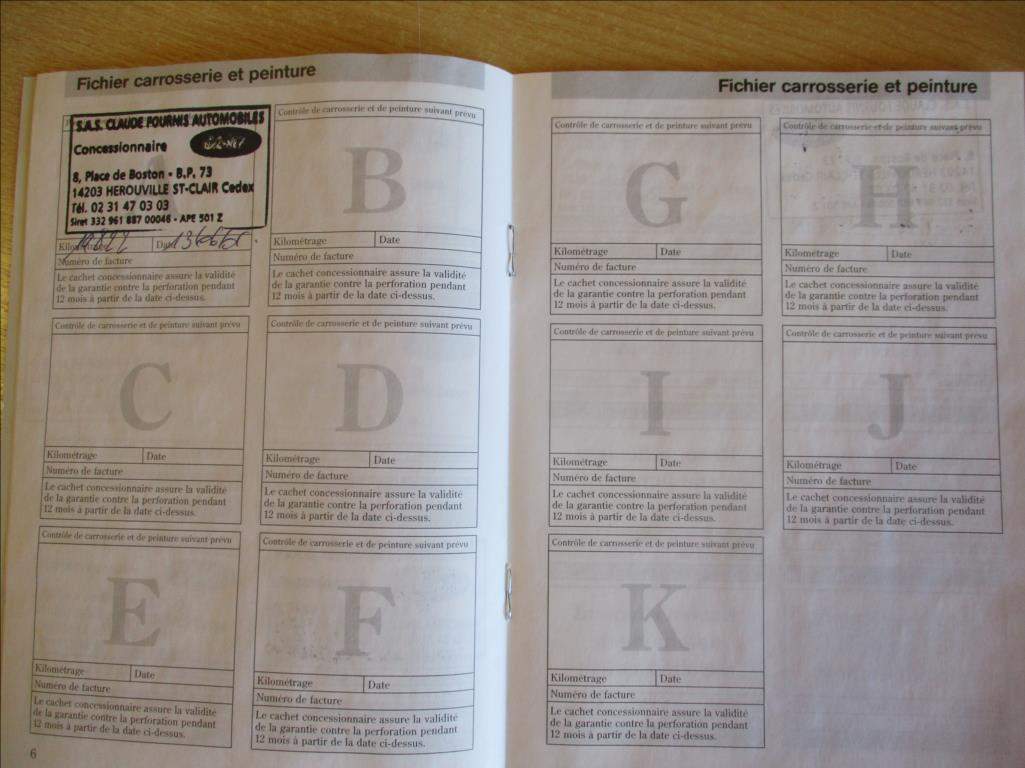 Fichier carrosserie et peinture
S.A.S. CLAUDE FOURNIS AUTOMOBILES
Concessionnaire
8, Place de Boston - B.P. 73
14203 HEROUVILLE ST-CLAIR Cedex
Tél. 02 31 47 03 03
Siret 332 961 887 00046 - APE 501 Z
Numéro de facture
Le cachet concessionnaire assure la validité
de la garantie contre la perforation pendant
12 mois à partir de la date ci-dessus.
Contrôle de carrosserie et de peinture suivant prévu
B
Kilométrage Date
Numéro de facture
Le cachet concessionnaire assure la validité
de la garantie contre la perforation pendant
12 mois à partir de la date ci-dessus.
Contrôle de carrosserie et de peinture suivant prévu
C
Kilométrage Date
Numéro de facture
Le cachet concessionnaire assure la validité
de la garantie contre la perforation pendant
12 mois à partir de la date ci-dessus.
Contrôle de carrosserie et de peinture suivant prévu
D
Kilométrage Date
Numéro de facture
Le cachet concessionnaire assure la validité
de la garantie contre la perforation pendant
12 mois à partir de la date ci-dessus.
Contrôle de carrosserie et de peinture suivant prévu
E
Kilométrage Date
Numéro de facture
Le cachet concessionnaire assure la validité
de la garantie contre la perforation pendant
12 mois à partir de la date ci-dessus.
Contrôle de carrosserie et de peinture suivant prévu
F
Kilométrage Date
Numéro de facture
Le cachet concessionnaire assure la validité
de la garantie contre la perforation pendant
12 mois à partir de la date ci-dessus.
6
Fichier carrosserie et peinture
Contrôle de carrosserie et de peinture suivant prévu
G
Kilométrage Date
Numéro de facture
Le cachet concessionnaire assure la validité
de la garantie contre la perforation pendant
12 mois à partir de la date ci-dessus.
Contrôle de carrosserie et de peinture suivant prévu
H
Kilométrage Date
Numéro de facture
Le cachet concessionnaire assure la validité
de la garantie contre la perforation pendant
12 mois à partir de la date ci-dessus.
Contrôle de carrosserie et de peinture suivant prévu
I
Kilométrage Date
Numéro de facture
Le cachet concessionnaire assure la validité
de la garantie contre la perforation pendant
12 mois à partir de la date ci-dessus.
Contrôle de carrosserie et de peinture suivant prévu
J
Kilométrage Date
Numéro de facture
Le cachet concessionnaire assure la validité
de la garantie contre la perforation pendant
12 mois à partir de la date ci-dessus.
Contrôle de carrosserie et de peinture suivant prévu
K
Kilométrage Date
Numéro de facture
Le cachet concessionnaire assure la validité
de la garantie contre la perforation pendant
12 mois à partir de la date ci-dessus.